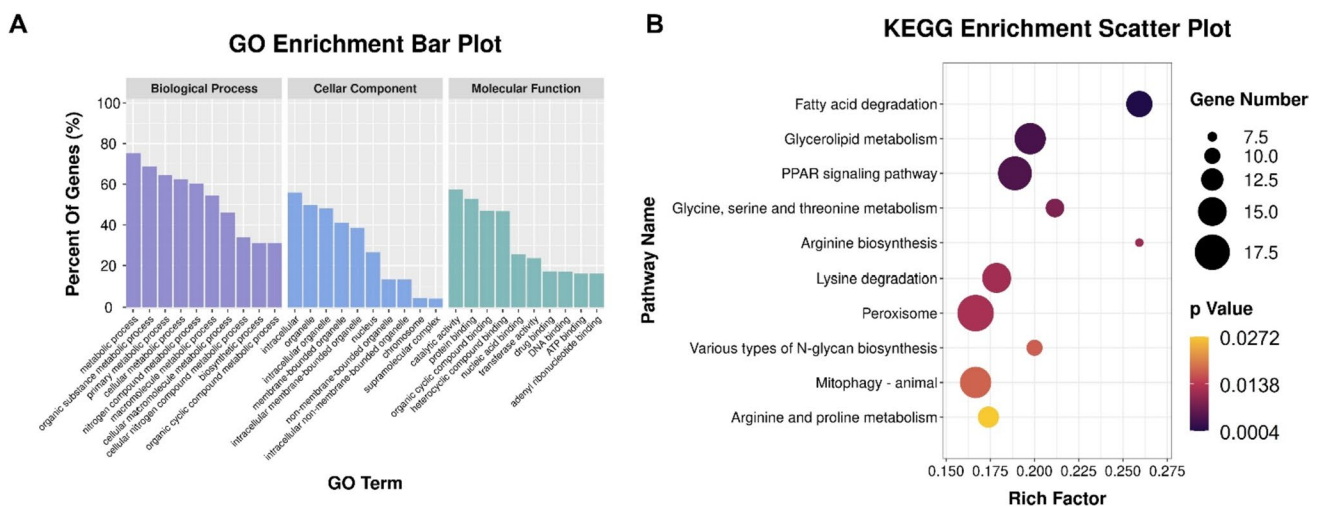 A
GO Enrichment Bar Plot
Biological Process
Cellar Component
Molecular Function
Percent Of Genes (%)
100
80
60
40
20
0
metabolic process
organic substance metabolic process
primary metabolic process
cellular metabolic process
nitrogen compound metabolic process
macromolecule metabolic process
cellular macromolecule metabolic process
cellular nitrogen compound metabolic process
biosynthetic process
organic cyclic compound metabolic process
intracellular
organelle
intracellular organelle
membrane-bounded organelle
intracellular membrane-bounded organelle
nucleus
non-membrane-bounded organelle
intracellular non-membrane-bounded organelle
chromosome
supramolecular complex
catalytic activity
protein binding
organic cyclic compound binding
heterocyclic compound binding
nucleic acid binding
transferase activity
drug binding
DNA binding
ATP binding
adenyl ribonucleotide binding
GO Term
B
KEGG Enrichment Scatter Plot
Pathway Name
Fatty acid degradation
Glycerolipid metabolism
PPAR signaling pathway
Glycine, serine and threonine metabolism
Arginine biosynthesis
Lysine degradation
Peroxisome
Various types of N-glycan biosynthesis
Mitophagy - animal
Arginine and proline metabolism
0.150 0.175 0.200 0.225 0.250 0.275
Rich Factor
Gene Number
7.5
10.0
12.5
15.0
17.5
p Value
0.0272
0.0138
0.0004